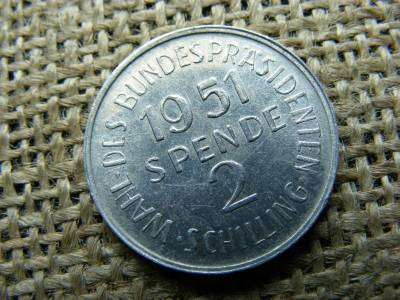 WAHL·DES BUNDESPRÄSIDENTEN
1951
SPENDE
2
·SCHILLING·